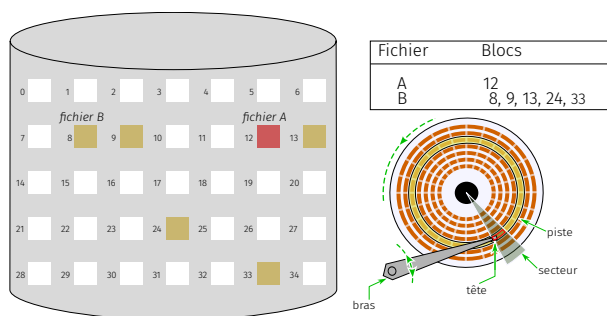 0 1 2 3 4 5 6
fichier B fichier A
7 8 9 10 11 12 13
14 15 16 17 18 19 20
21 22 23 24 25 26 27
28 29 30 31 32 33 34
Fichier Blocs
A 12
B 8, 9, 13, 24, 33
piste
secteur
tête
bras